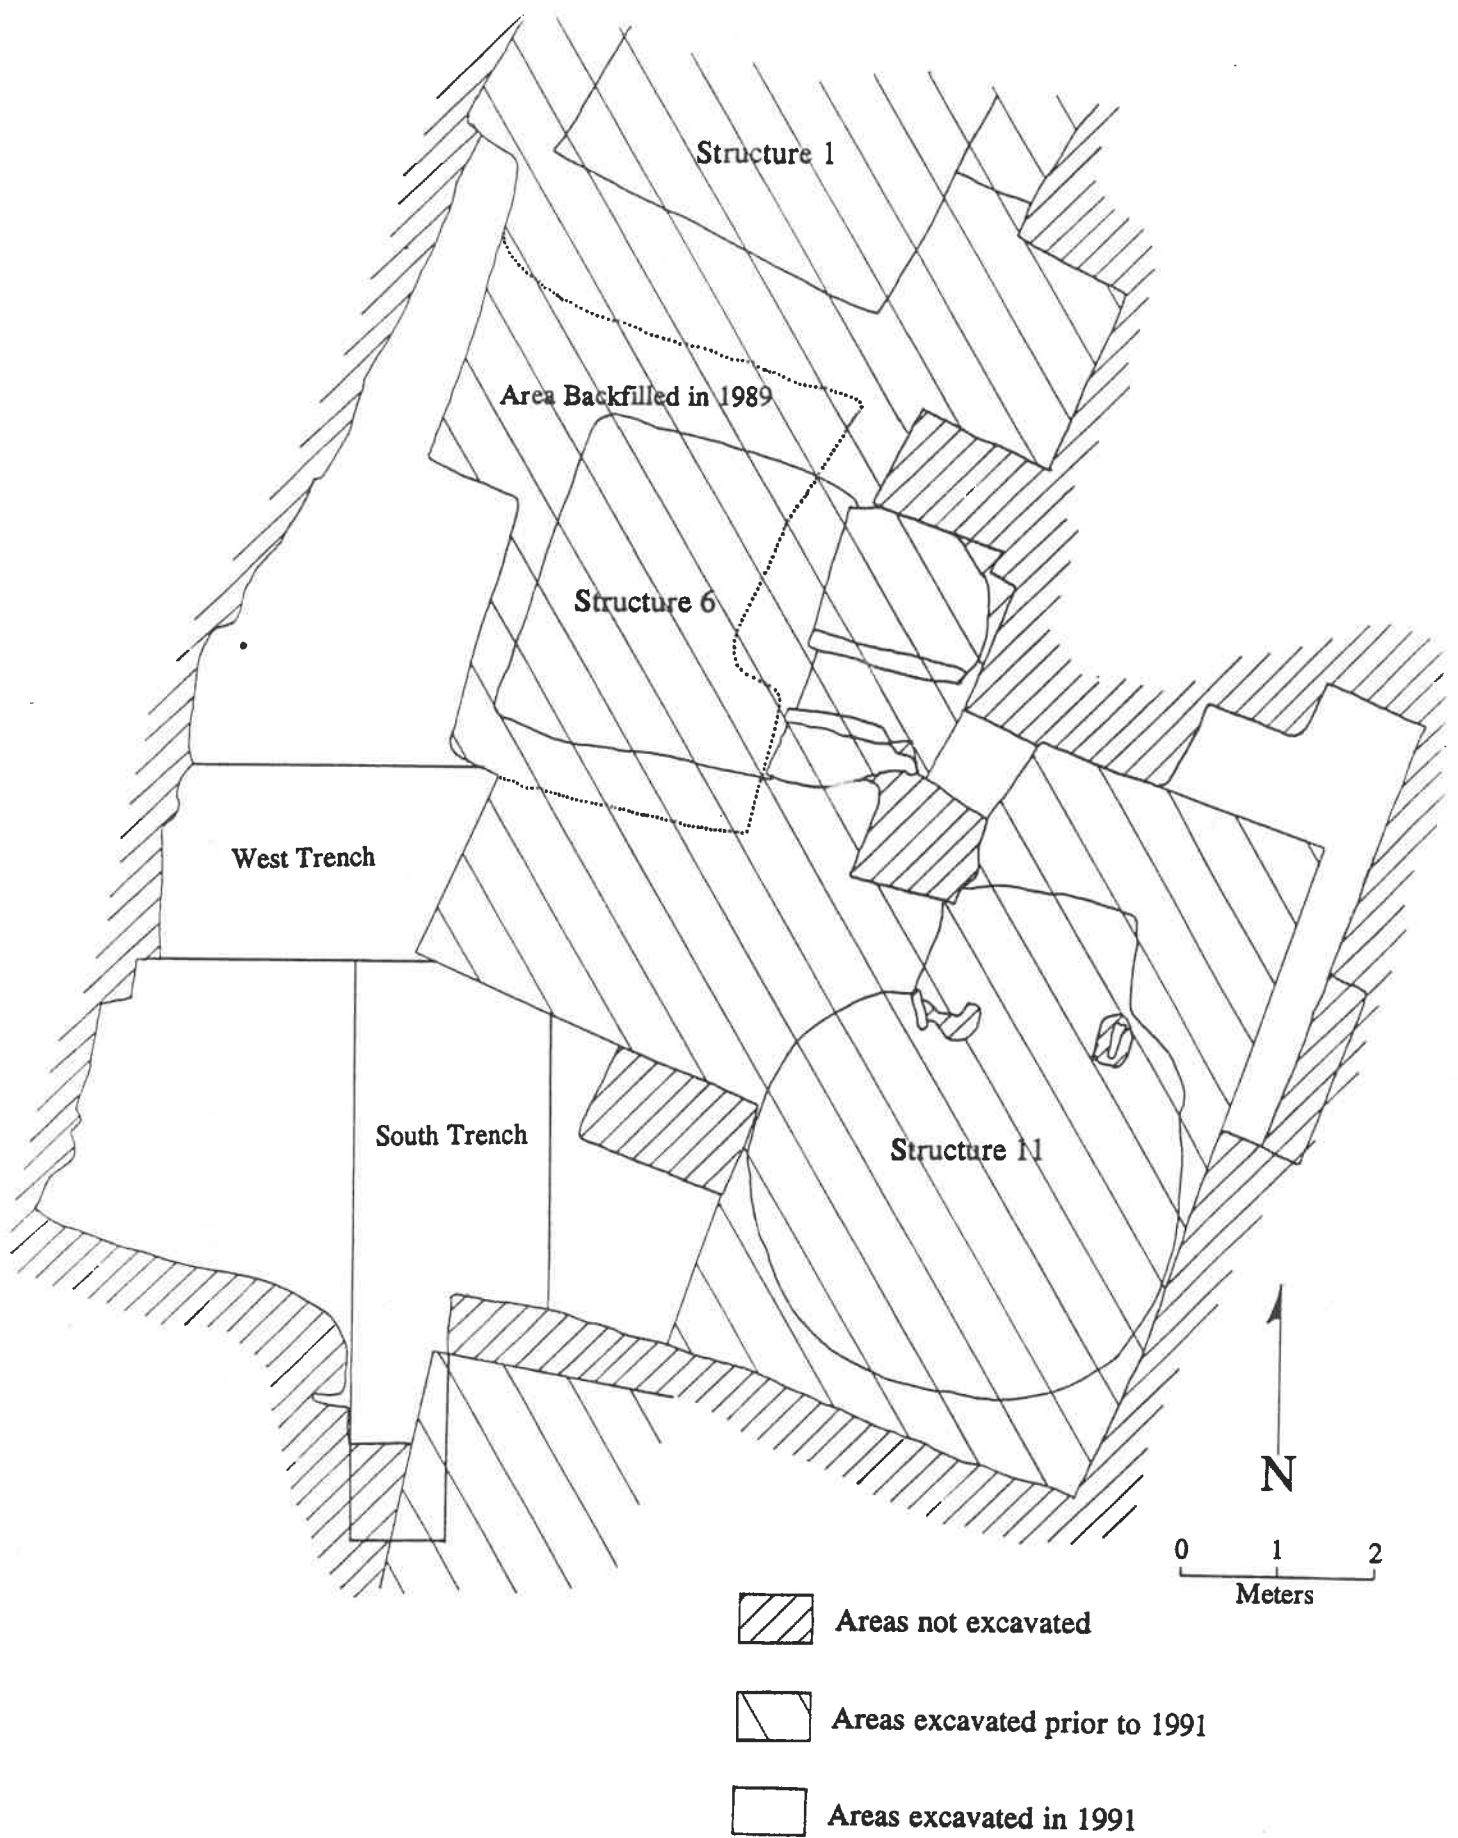 Structure 1
Area Backfilled in 1989
Structure 6
West Trench
South Trench
Structure 11
N
0 1 2
Meters
Areas not excavated
Areas excavated prior to 1991
Areas excavated in 1991